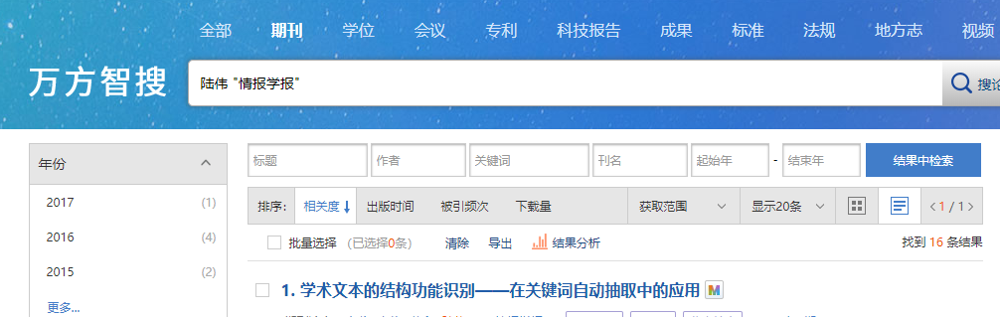 全部 期刊 学位 会议 专利 科技报告 成果 标准 法规 地方志 视频
万方智搜
陆伟 "情报学报"
搜论
年份
2017 (1)
2016 (4)
2015 (2)
更多...
标题 作者 关键词 刊名 起始年 - 结束年 结果中检索
排序: 相关度 出版时间 被引频次 下载量 获取范围 显示20条 1 / 1
批量选择 (已选择0条) 清除 导出 结果分析 找到 16 条结果
1. 学术文本的结构功能识别——在关键词自动抽取中的应用 M